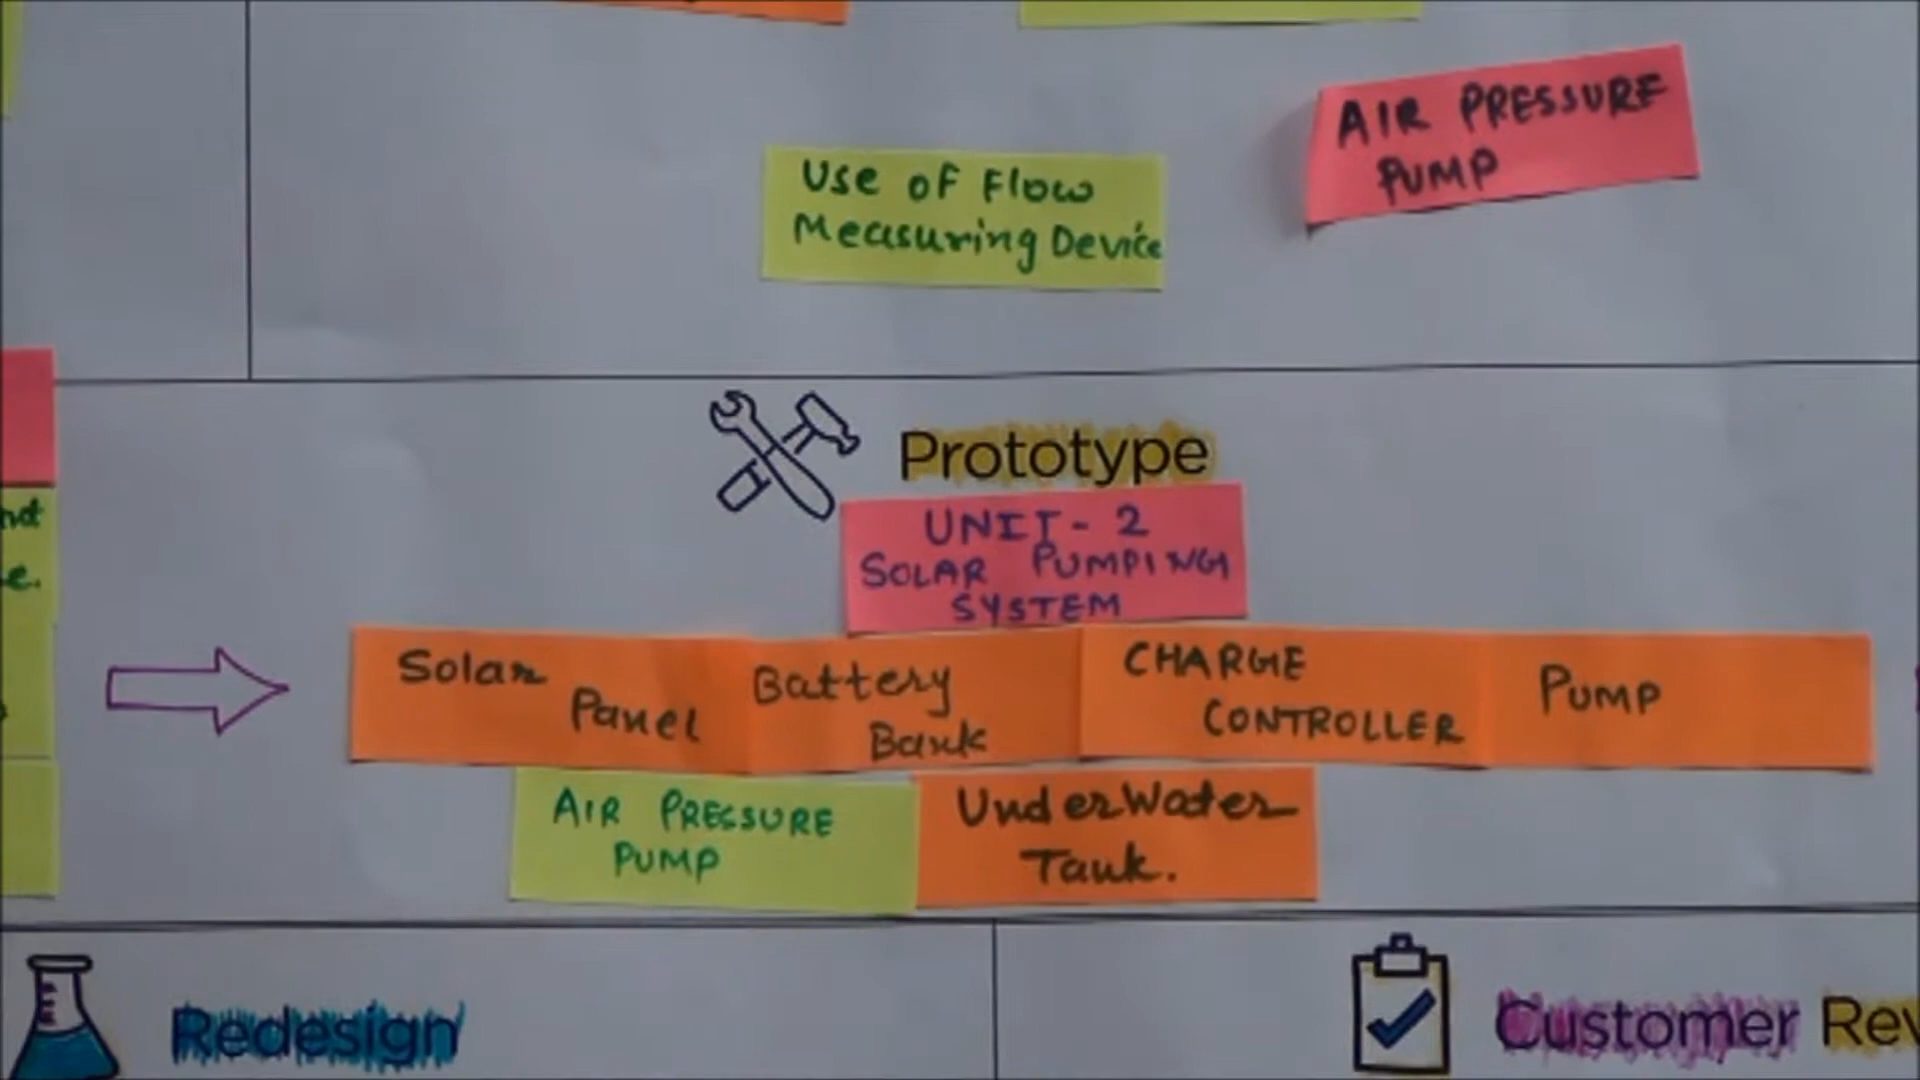 AIR PRESSURE
PUMP
Use of Flow
Measuring Device
Prototype
UNIT-2
SOLAR PUMPING
SYSTEM
Solar
Panel
Battery
Bank
CHARGE
CONTROLLER
PUMP
AIR PRESSURE
PUMP
UnderWater
Tank.
Redesign
Customer